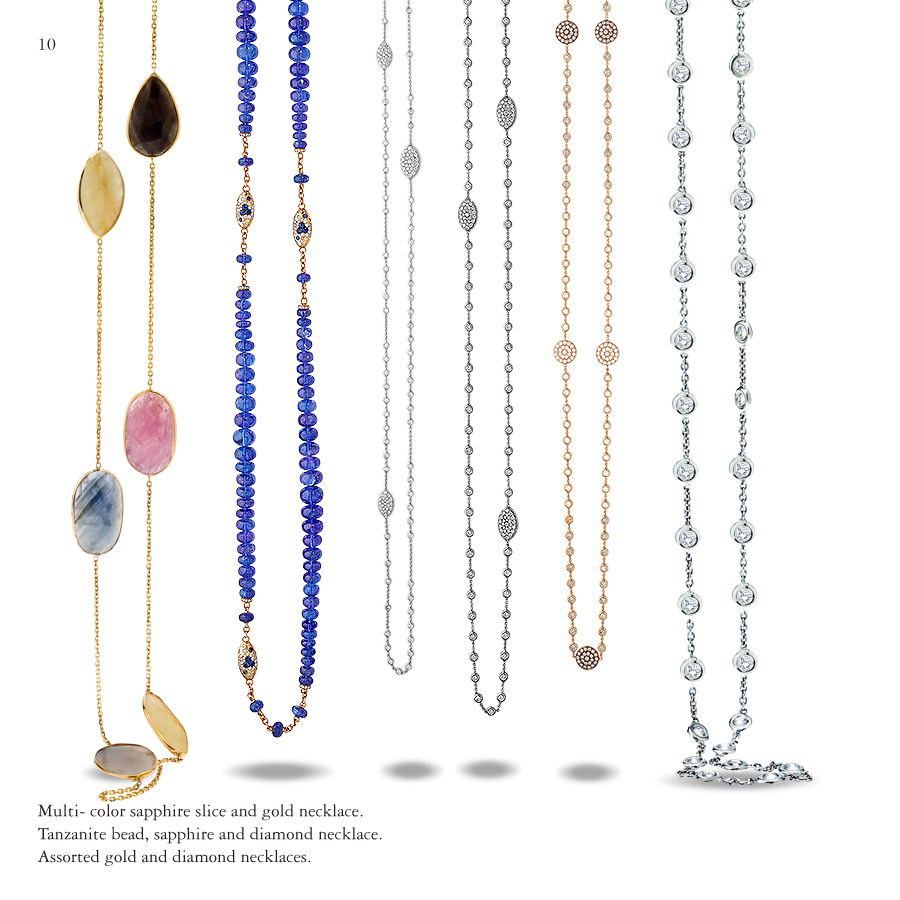 10
Multi- color sapphire slice and gold necklace.
Tanzanite bead, sapphire and diamond necklace.
Assorted gold and diamond necklaces.